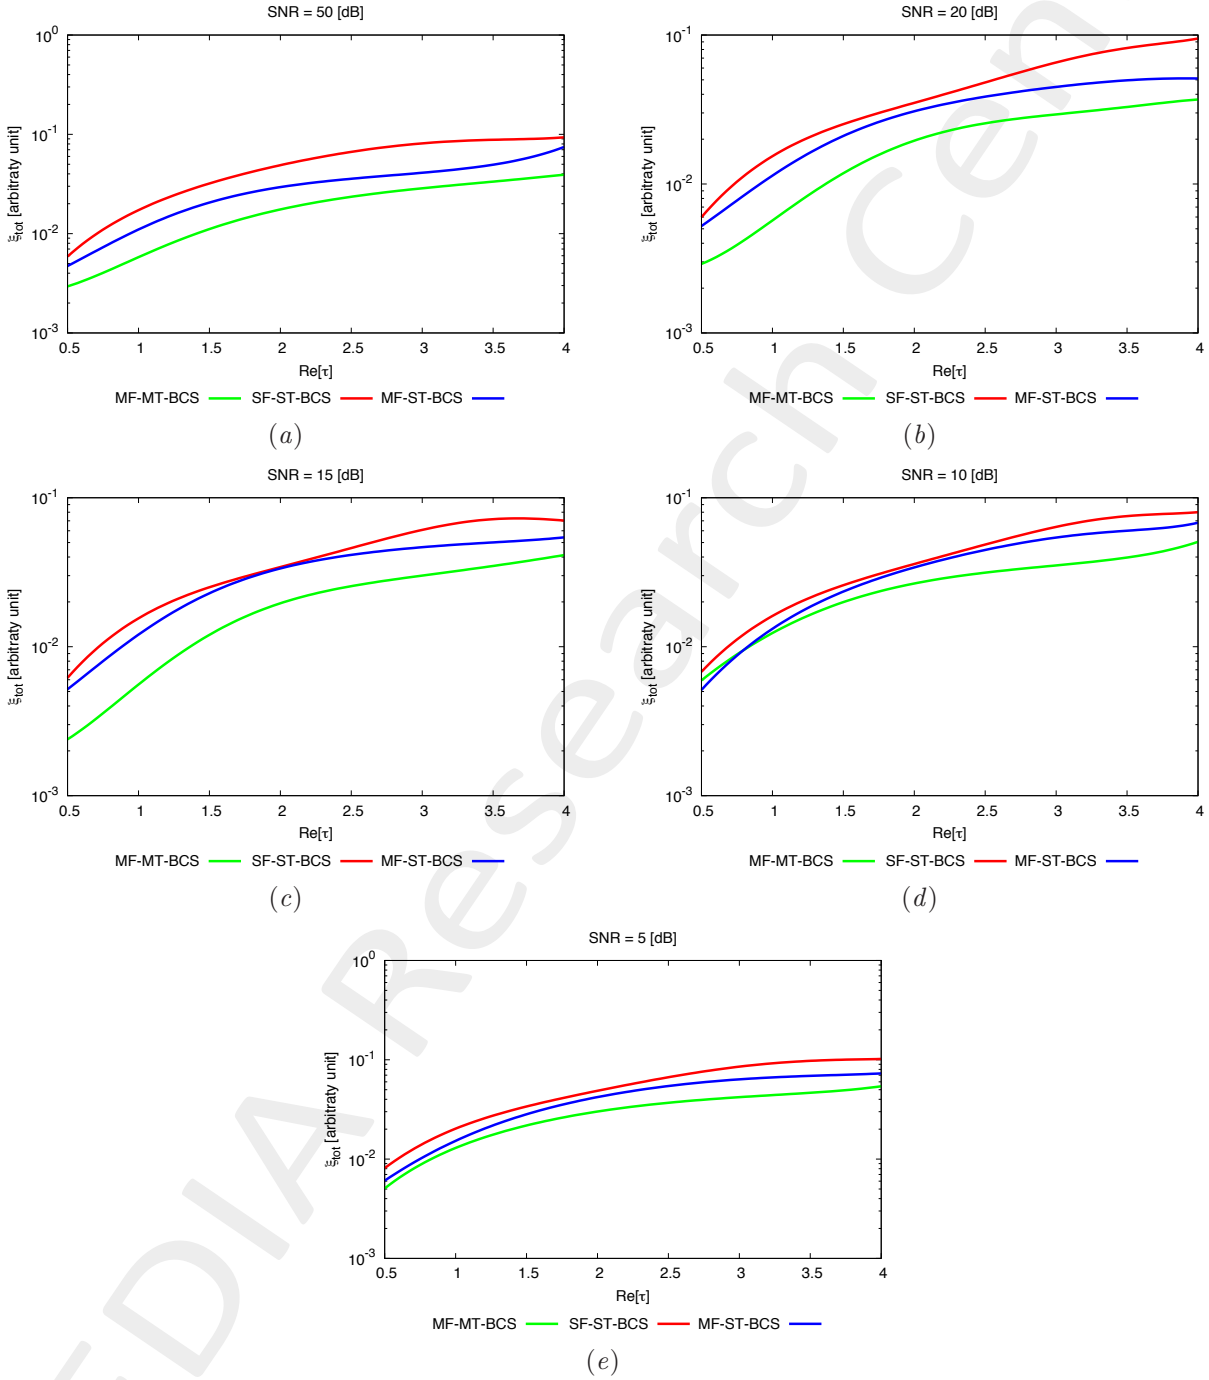 SNR = 50 [dB]
10^0
10^-1
10^-2
10^-3
ξtot [arbitraty unit]
0.5 1 1.5 2 2.5 3 3.5 4
Re[τ]
MF-MT-BCS SF-ST-BCS MF-ST-BCS
(a)
SNR = 20 [dB]
10^-1
10^-2
10^-3
ξtot [arbitraty unit]
0.5 1 1.5 2 2.5 3 3.5 4
Re[τ]
MF-MT-BCS SF-ST-BCS MF-ST-BCS
(b)
SNR = 15 [dB]
10^-1
10^-2
10^-3
ξtot [arbitraty unit]
0.5 1 1.5 2 2.5 3 3.5 4
Re[τ]
MF-MT-BCS SF-ST-BCS MF-ST-BCS
(c)
SNR = 10 [dB]
10^-1
10^-2
10^-3
ξtot [arbitraty unit]
0.5 1 1.5 2 2.5 3 3.5 4
Re[τ]
MF-MT-BCS SF-ST-BCS MF-ST-BCS
(d)
SNR = 5 [dB]
10^0
10^-1
10^-2
10^-3
ξtot [arbitraty unit]
0.5 1 1.5 2 2.5 3 3.5 4
Re[τ]
MF-MT-BCS SF-ST-BCS MF-ST-BCS
(e)
EDIA Research Cen